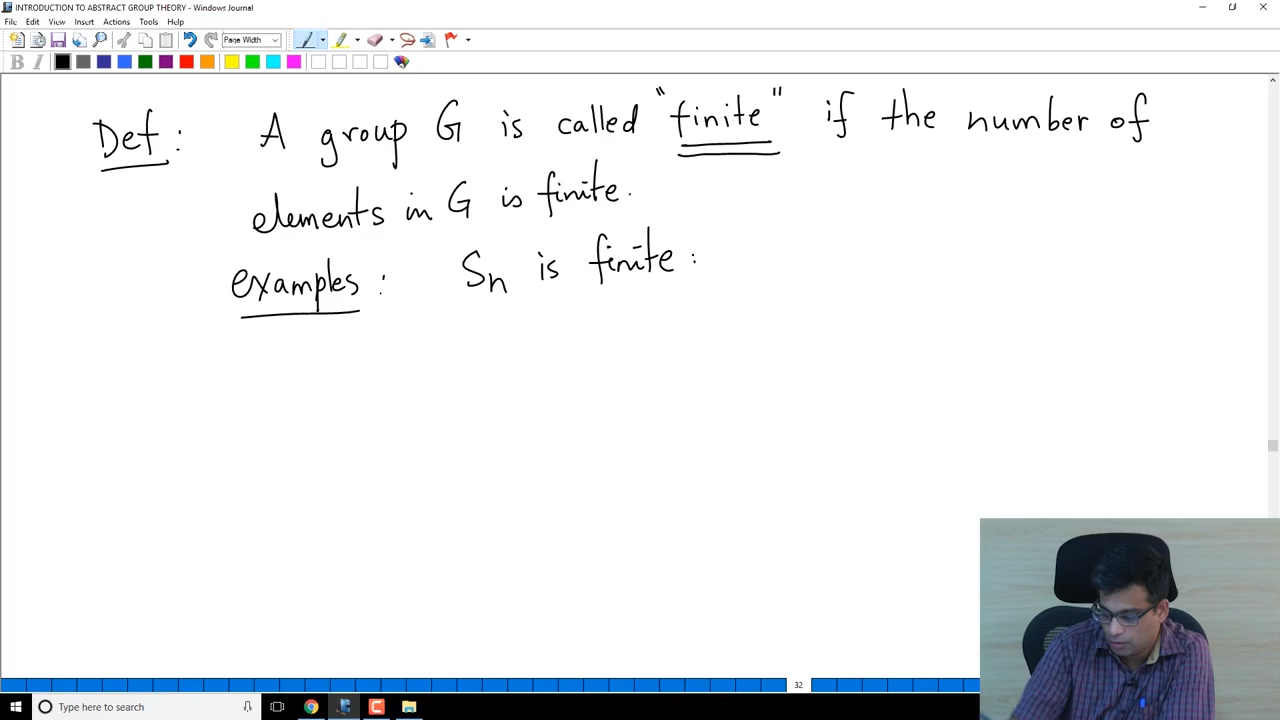 INTRODUCTION TO ABSTRACT GROUP THEORY - Windows Journal
File Edit View Insert Actions Tools Help
Page Width
B I
Def: A group G is called "finite" if the number of
elements in G is finite.
examples: Sn is finite:
32
Type here to search